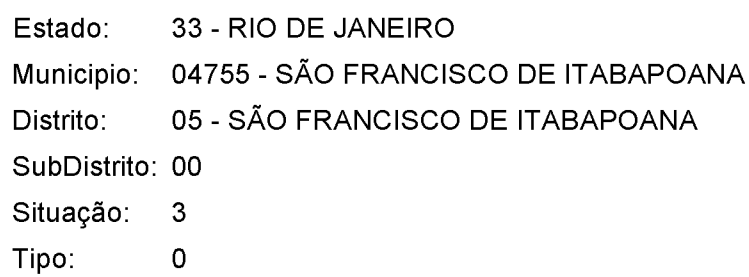 Estado: 33 - RIO DE JANEIRO
Municipio: 04755 - SÃO FRANCISCO DE ITABAPOANA
Distrito: 05 - SÃO FRANCISCO DE ITABAPOANA
SubDistrito: 00
Situação: 3
Tipo: 0